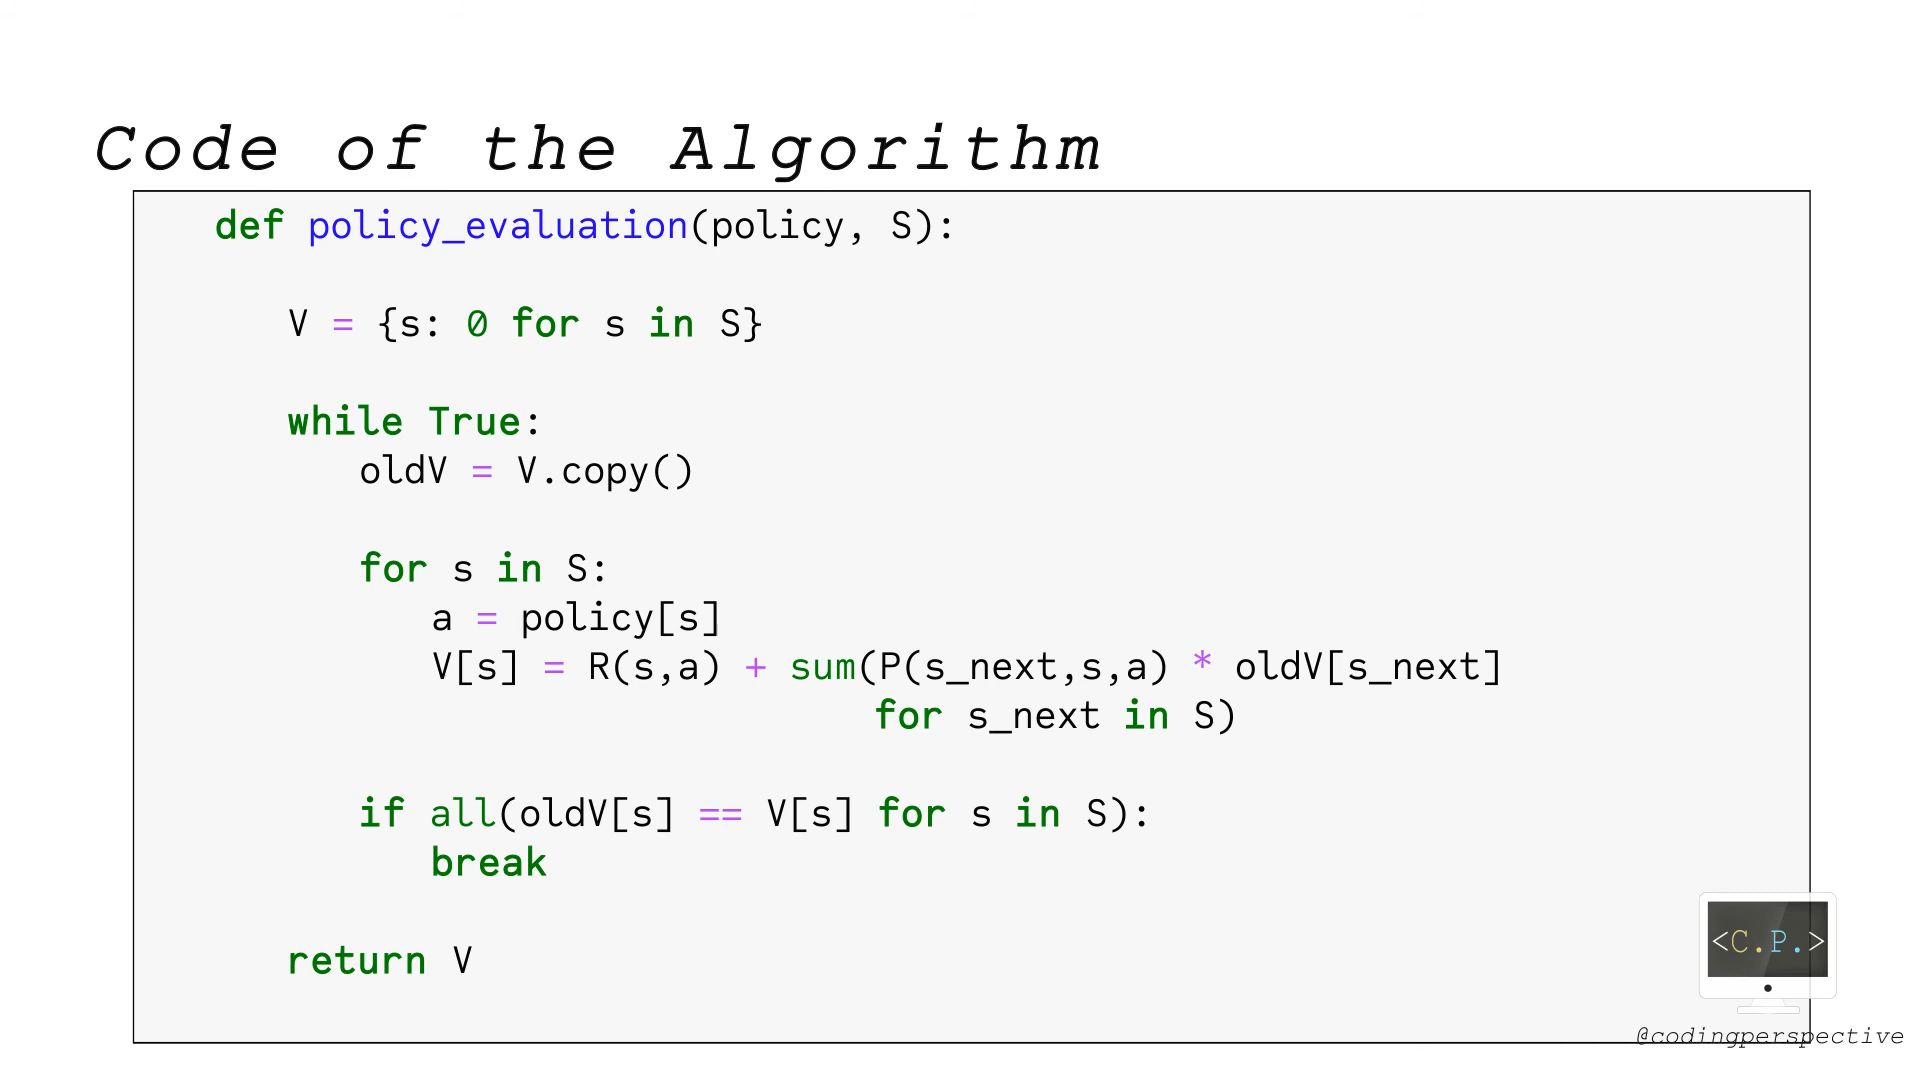 Code of the Algorithm
def policy_evaluation(policy, S):
V = {s: 0 for s in S}
while True:
oldV = V.copy()
for s in S:
a = policy[s]
V[s] = R(s,a) + sum(P(s_next,s,a) * oldV[s_next]
for s_next in S)
if all(oldV[s] == V[s] for s in S):
break
return V
<C.P.>
@codingperspective